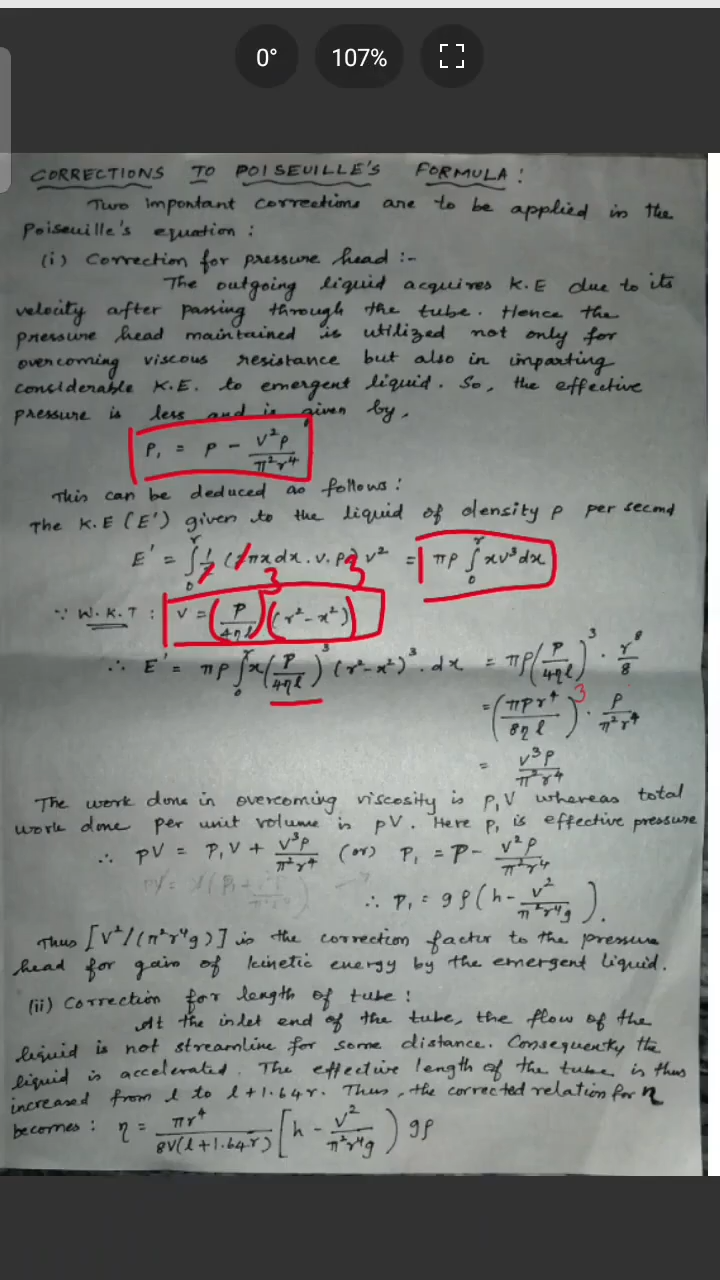 0°
107%
CORRECTIONS TO POISEUILLE'S FORMULA:
Two important corrections are to be applied in the
Poiseuille's equation:
(i) Correction for pressure head :-
The outgoing liquid acquires K.E due to its
velocity after passing through the tube. Hence the
pressure head maintained is utilized not only for
overcoming viscous resistance but also in imparting
considerable K.E. to emergent liquid. So, the effective
pressure is less and is given by,
P₁ = P - V²ρ/π²r⁴
This can be deduced as follows:
The K.E (E') given to the liquid of density ρ per second
E' = ∫₀ʳ 1/2 (2πxdx.v.ρ) v² = πρ ∫₀ʳ xv³dx
3 3
∵ W.K.T: v = (P/4ηl) (r²-x²)
∴ E' = πρ ∫₀ʳ x(P/4ηl)³ (r²-x²)³.dx = πρ(P/4ηl)³ . r⁸/8
= (πpr⁴/8ηl)³ . ρ/π²r⁴
= V³ρ/π²r⁴
The work done in overcoming viscosity is P₁V whereas total
work done per unit volume is pV. Here P₁ is effective pressure
∴ pV = P₁V + V³ρ/π²r⁴ (or) P₁ = P - V²ρ/π²r⁴
∴ P₁ = gρ(h - V²/π²r⁴g).
Thus [V²/(π²r⁴g)] is the correction factor to the pressure
head for gain of kinetic energy by the emergent liquid.
(ii) Correction for length of tube:
At the inlet end of the tube, the flow of the
liquid is not streamline for some distance. Consequenty the
liquid is accelerated. The effective length of the tube is thus
increased from l to l+1.64r. Thus, the corrected relation for η
becomes: η = πr⁴/8V(l+1.64r) [h - V²/π²r⁴g) gρ